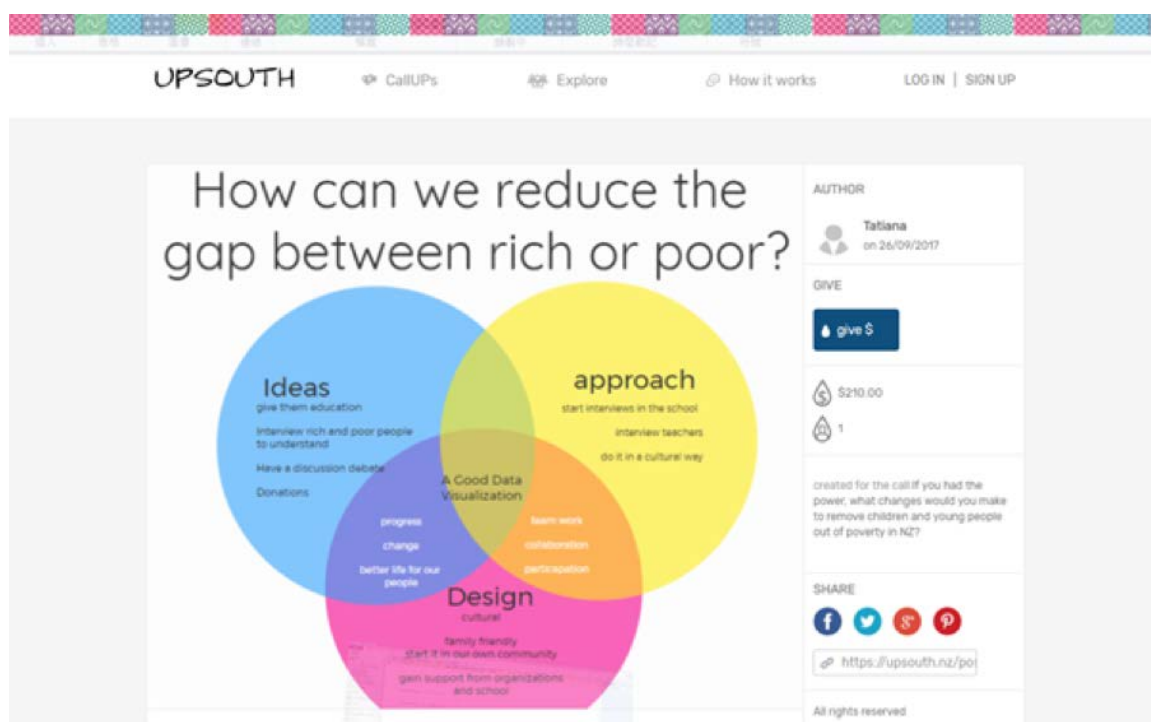 UPSOUTH
CallUPs
Explore
How it works
LOG IN | SIGN UP
How can we reduce the
gap between rich or poor?
Ideas
give them education
Interview rich and poor people
to understand
Have a discussion debate
Donations
approach
start interviews in the school
interview teachers
do it in a cultural way
A Good Data
Visualization
progress
change
better life for our
people
team work
collaboration
participation
Design
cultural
family friendly
start it in our own community
gain support from organizations
and school
AUTHOR
Tatiana
on 26/09/2017
GIVE
give $
$210.00
1
created for the call If you had the
power, what changes would you make
to remove children and young people
out of poverty in NZ?
SHARE
https://upsouth.nz/po
All rights reserved